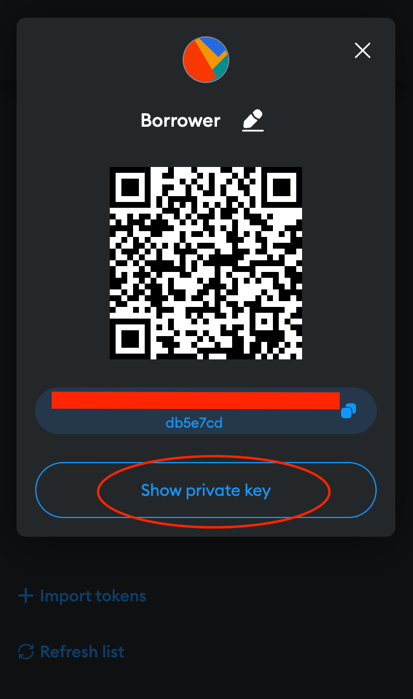 Borrower
db5e7cd
Show private key
Import tokens
Refresh list